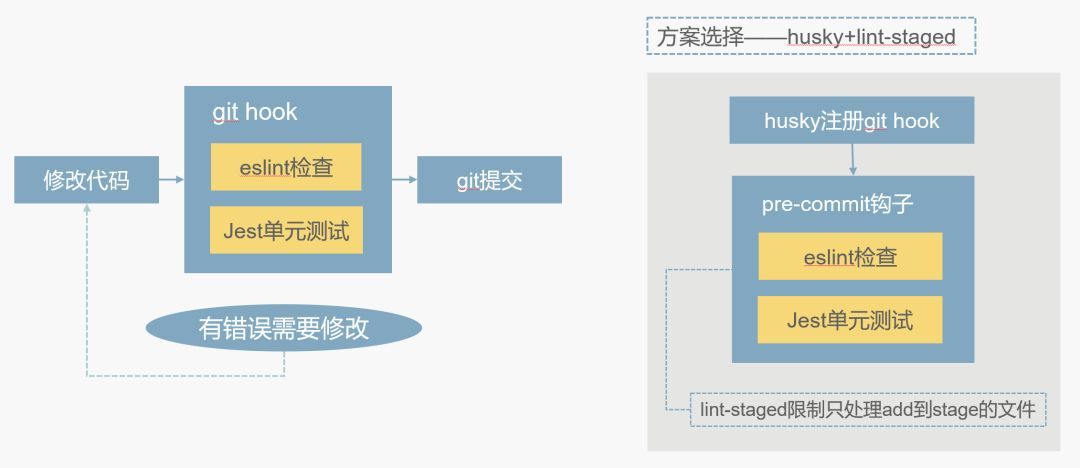 修改代码
git hook
eslint检查
Jest单元测试
git提交
有错误需要修改
方案选择——husky+lint-staged
husky注册git hook
pre-commit钩子
eslint检查
Jest单元测试
lint-staged限制只处理add到stage的文件